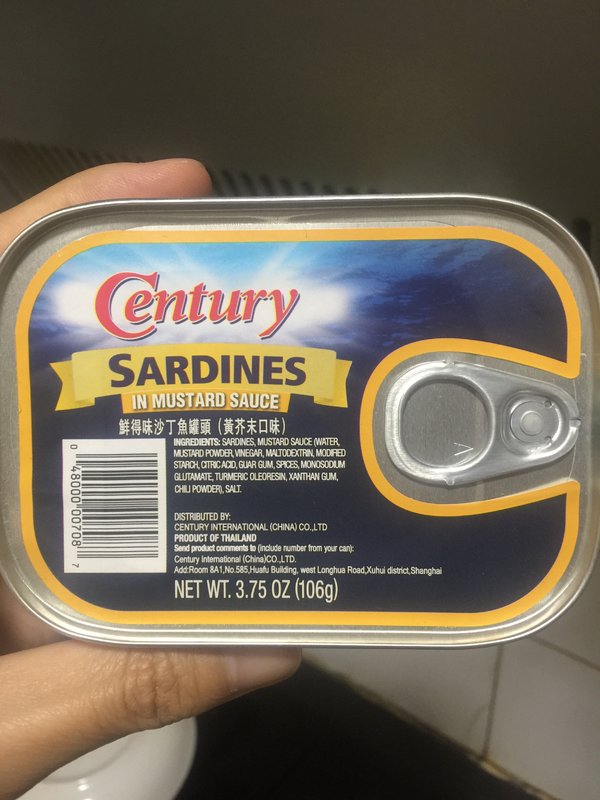 Century
SARDINES
IN MUSTARD SAUCE
鮮得味沙丁魚罐頭（黃芥末口味）
INGREDIENTS: SARDINES, MUSTARD SAUCE (WATER,
MUSTARD POWDER, VINEGAR, MALTODEXTRIN, MODIFIED
STARCH, CITRIC ACID, GUAR GUM, SPICES, MONOSODIUM
GLUTAMATE, TURMERIC OLEORESIN, XANTHAN GUM,
CHILI POWDER), SALT.
0 48000-00708 7
DISTRIBUTED BY:
CENTURY INTERNATIONAL (CHINA) CO.,LTD
PRODUCT OF THAILAND
Send product comments to (include number from your can):
Century International (China)CO.,LTD.
Add:Room 8A1,No.585,Huafu Building, west Longhua Road,Xuhui district,Shanghai
NET WT. 3.75 OZ (106g)